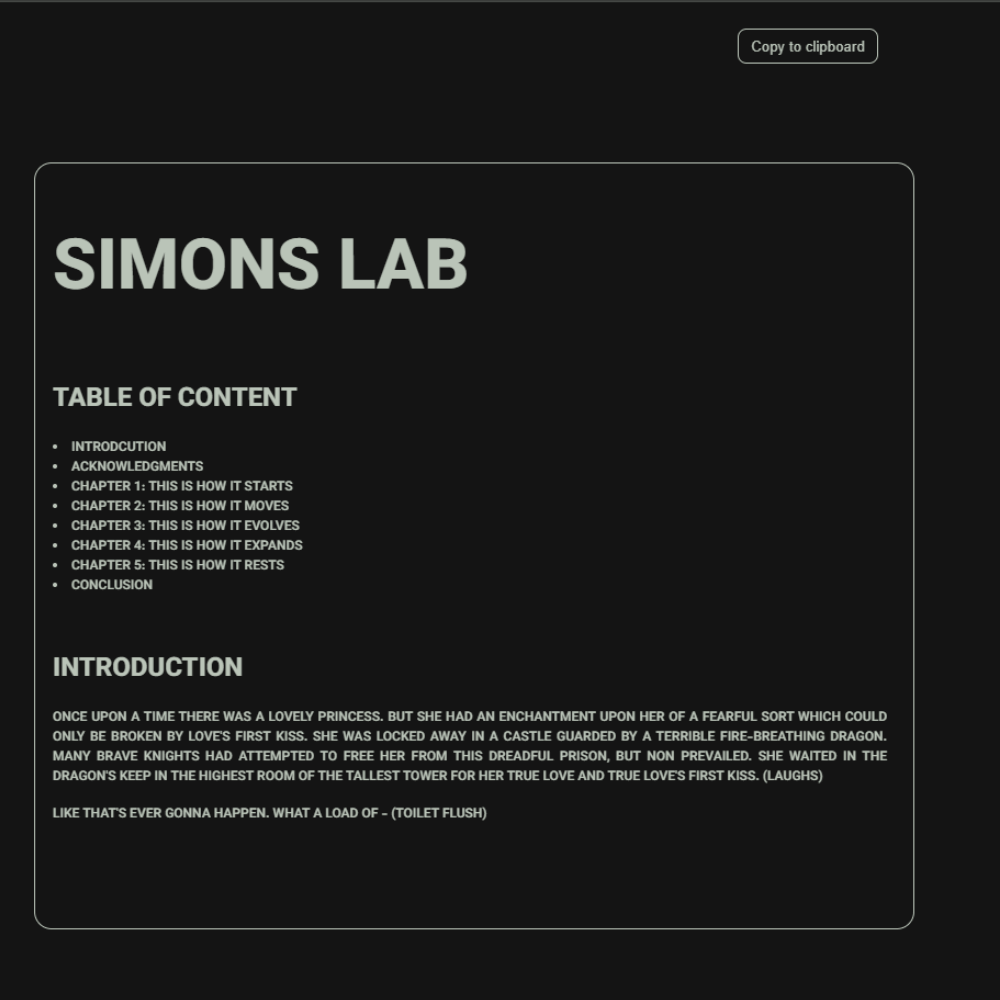 Copy to clipboard
SIMONS LAB
TABLE OF CONTENT
• INTRODCUTION
• ACKNOWLEDGMENTS
• CHAPTER 1: THIS IS HOW IT STARTS
• CHAPTER 2: THIS IS HOW IT MOVES
• CHAPTER 3: THIS IS HOW IT EVOLVES
• CHAPTER 4: THIS IS HOW IT EXPANDS
• CHAPTER 5: THIS IS HOW IT RESTS
• CONCLUSION
INTRODUCTION
ONCE UPON A TIME THERE WAS A LOVELY PRINCESS. BUT SHE HAD AN ENCHANTMENT UPON HER OF A FEARFUL SORT WHICH COULD
ONLY BE BROKEN BY LOVE'S FIRST KISS. SHE WAS LOCKED AWAY IN A CASTLE GUARDED BY A TERRIBLE FIRE-BREATHING DRAGON.
MANY BRAVE KNIGHTS HAD ATTEMPTED TO FREE HER FROM THIS DREADFUL PRISON, BUT NON PREVAILED. SHE WAITED IN THE
DRAGON'S KEEP IN THE HIGHEST ROOM OF THE TALLEST TOWER FOR HER TRUE LOVE AND TRUE LOVE'S FIRST KISS. (LAUGHS)
LIKE THAT'S EVER GONNA HAPPEN. WHAT A LOAD OF - (TOILET FLUSH)